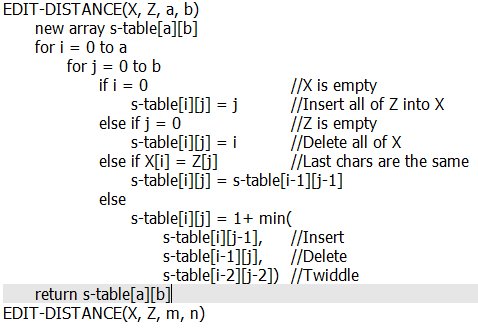 EDIT-DISTANCE(X, Z, a, b)
new array s-table[a][b]
for i = 0 to a
for j = 0 to b
if i = 0 //X is empty
s-table[i][j] = j //Insert all of Z into X
else if j = 0 //Z is empty
s-table[i][j] = i //Delete all of X
else if X[i] = Z[j] //Last chars are the same
s-table[i][j] = s-table[i-1][j-1]
else
s-table[i][j] = 1+ min(
s-table[i][j-1], //Insert
s-table[i-1][j], //Delete
s-table[i-2][j-2]) //Twiddle
return s-table[a][b]
EDIT-DISTANCE(X, Z, m, n)